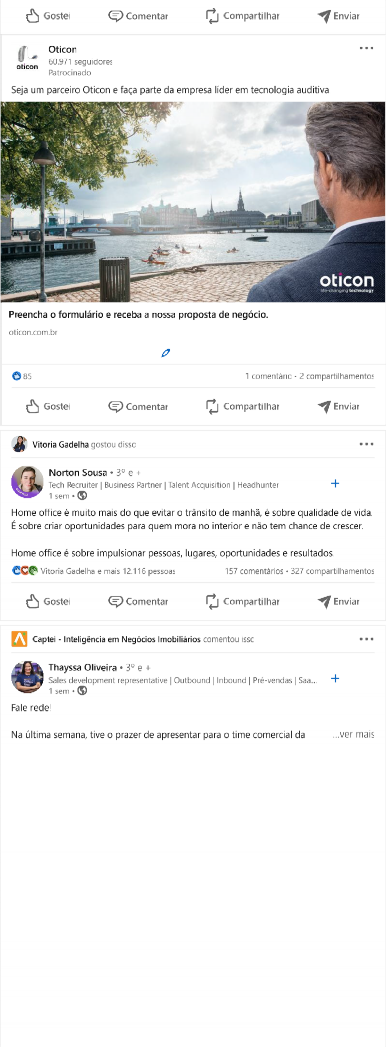 Gostei Comentar Compartilhar Enviar
Oticon
60.971 seguidores
Patrocinado
oticon
Seja um parceiro Oticon e faça parte da empresa líder em tecnologia auditiva
oticon
life-changing technology
Preencha o formulário e receba a nossa proposta de negócio.
oticon.com.br
85 1 comentário • 2 compartilhamentos
Gostei Comentar Compartilhar Enviar
Vitoria Gadelha gostou disso
Norton Sousa • 3º e +
Tech Recruiter | Business Partner | Talent Acquisition | Headhunter
1 sem •
Home office é muito mais do que evitar o trânsito de manhã, é sobre qualidade de vida.
É sobre criar oportunidades para quem mora no interior e não tem chance de crescer.
Home office é sobre impulsionar pessoas, lugares, oportunidades e resultados
Vitoria Gadelha e mais 12.116 pessoas 157 comentários • 327 compartilhamentos
Gostei Comentar Compartilhar Enviar
Captei - Inteligência em Negócios Imobiliários comentou isso
Thayssa Oliveira • 3º e +
Sales development representative | Outbound | Inbound | Pré-vendas | Saa...
1 sem •
Fale rede!
Na última semana, tive o prazer de apresentar para o time comercial da ...ver mais